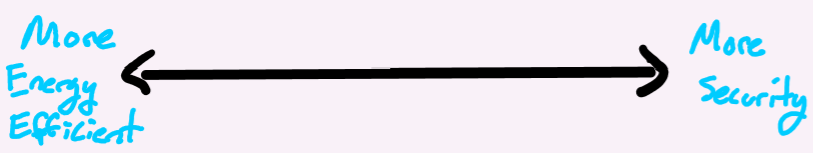 More
Energy
Efficient
More
Security